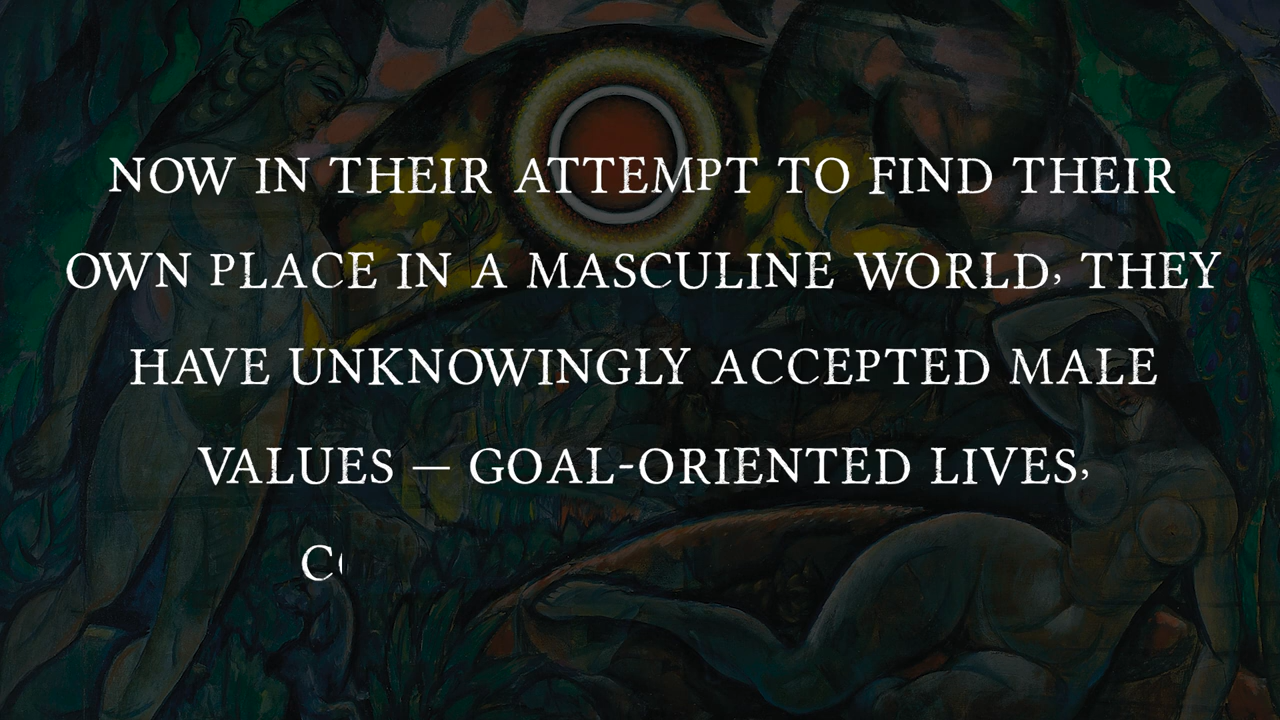 NOW IN THEIR ATTEMPT TO FIND THEIR
OWN PLACE IN A MASCULINE WORLD, THEY
HAVE UNKNOWINGLY ACCEPTED MALE
VALUES — GOAL-ORIENTED LIVES,